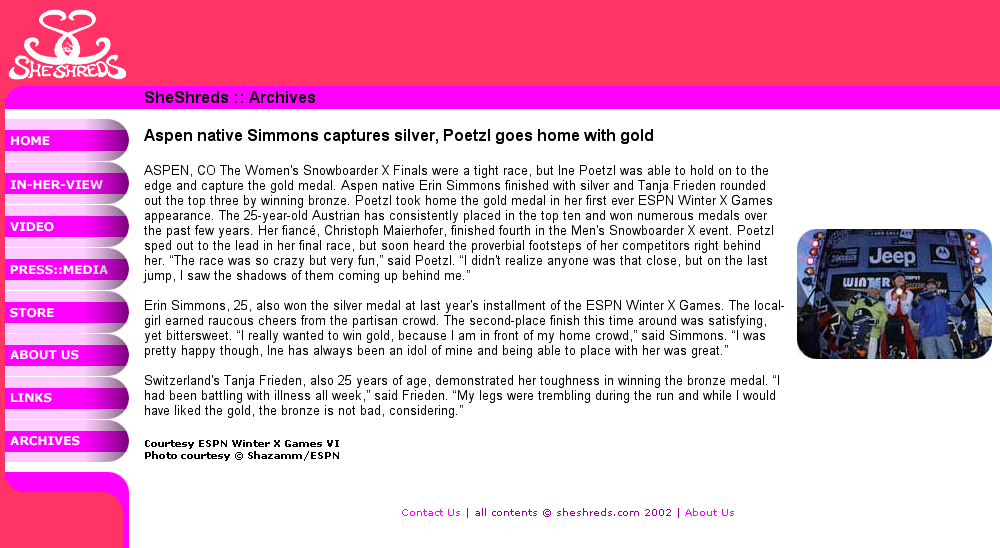 SHESHREDS
SheShreds :: Archives
HOME
IN-HER-VIEW
VIDEO
PRESS::MEDIA
STORE
ABOUT US
LINKS
ARCHIVES
Aspen native Simmons captures silver, Poetzl goes home with gold
ASPEN, CO The Women's Snowboarder X Finals were a tight race, but Ine Poetzl was able to hold on to the
edge and capture the gold medal. Aspen native Erin Simmons finished with silver and Tanja Frieden rounded
out the top three by winning bronze. Poetzl took home the gold medal in her first ever ESPN Winter X Games
appearance. The 25-year-old Austrian has consistently placed in the top ten and won numerous medals over
the past few years. Her fiancé, Christoph Maierhofer, finished fourth in the Men's Snowboarder X event. Poetzl
sped out to the lead in her final race, but soon heard the proverbial footsteps of her competitors right behind
her. “The race was so crazy but very fun,” said Poetzl. “I didn't realize anyone was that close, but on the last
jump, I saw the shadows of them coming up behind me.”
Erin Simmons, 25, also won the silver medal at last year's installment of the ESPN Winter X Games. The local-
girl earned raucous cheers from the partisan crowd. The second-place finish this time around was satisfying,
yet bittersweet. “I really wanted to win gold, because I am in front of my home crowd,” said Simmons. “I was
pretty happy though, Ine has always been an idol of mine and being able to place with her was great.”
Switzerland's Tanja Frieden, also 25 years of age, demonstrated her toughness in winning the bronze medal. “I
had been battling with illness all week,” said Frieden. “My legs were trembling during the run and while I would
have liked the gold, the bronze is not bad, considering.”
Courtesy ESPN Winter X Games VI
Photo courtesy © Shazamm/ESPN
Jeep
WINTER
Contact Us | all contents © sheshreds.com 2002 | About Us